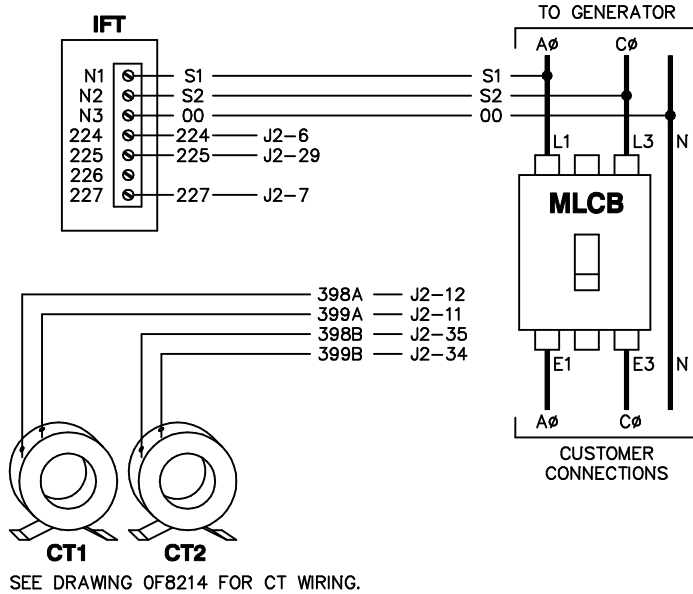 TO GENERATOR
IFT
AØ CØ
N1 S1 S1
N2 S2 S2
N3 00 00
224 224 J2-6
225 225 J2-29
226
227 227 J2-7
L1 L3 N
MLCB
398A J2-12
399A J2-11
398B J2-35
399B J2-34
E1 E3 N
AØ CØ
CUSTOMER
CONNECTIONS
CT1 CT2
SEE DRAWING 0F8214 FOR CT WIRING.